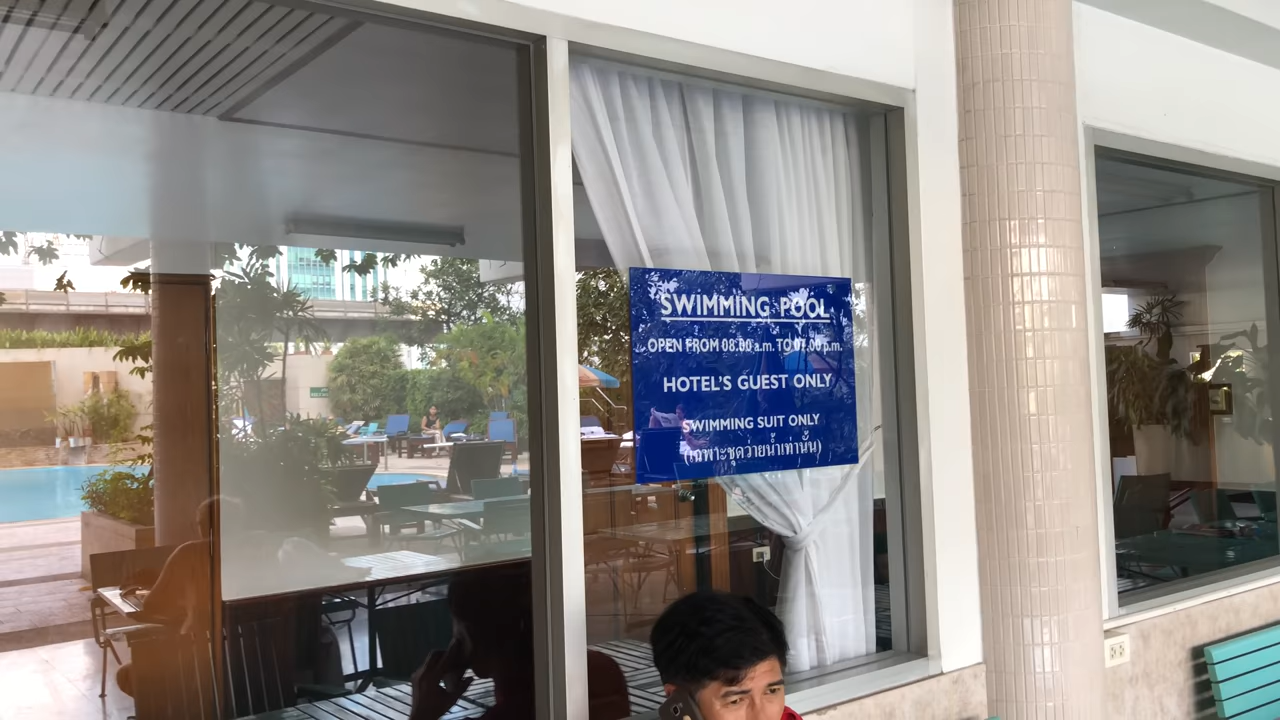 SWIMMING POOL
OPEN FROM 08.00 a.m. TO 07.00 p.m.
HOTEL'S GUEST ONLY
SWIMMING SUIT ONLY
(เฉพาะชุดว่ายน้ำเท่านั้น)